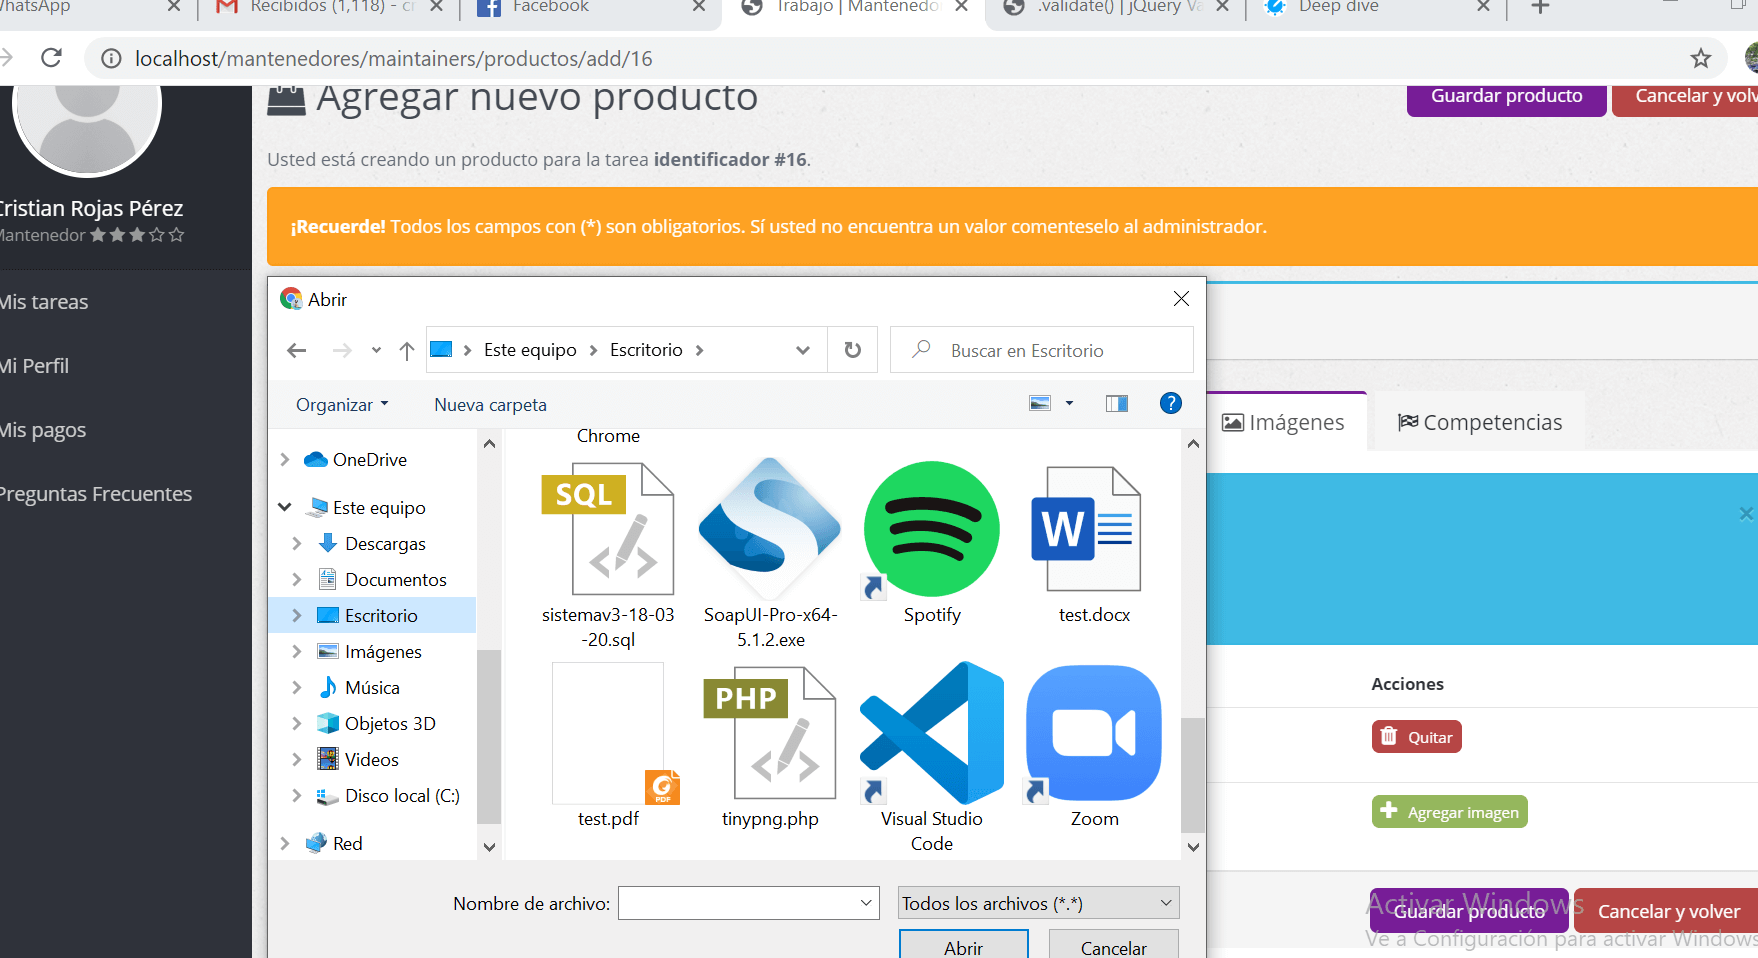 WhatsApp
Recibidos (1,118) - cr
Facebook
Trabajo | Mantenedo
.validate() | jQuery Va
Deep dive
localhost/mantenedores/maintainers/productos/add/16
Agregar nuevo producto
Guardar producto
Cancelar y volv
Usted está creando un producto para la tarea identificador #16.
Cristian Rojas Pérez
Mantenedor
¡Recuerde! Todos los campos con (*) son obligatorios. Sí usted no encuentra un valor comenteselo al administrador.
Mis tareas
Mi Perfil
Mis pagos
Preguntas Frecuentes
Abrir
Este equipo
Escritorio
Buscar en Escritorio
Organizar
Nueva carpeta
?
OneDrive
Este equipo
Descargas
Documentos
Escritorio
Imágenes
Música
Objetos 3D
Videos
Disco local (C:)
Red
Chrome
SQL
sistemav3-18-03
-20.sql
SoapUI-Pro-x64-
5.1.2.exe
Spotify
W
test.docx
PDF
test.pdf
PHP
tinypng.php
Visual Studio
Code
Zoom
Nombre de archivo:
Todos los archivos (*.*)
Abrir
Cancelar
Imágenes
Competencias
Acciones
Quitar
Agregar imagen
Guardar producto
Cancelar y volver
Activar Windows
Ve a Configuración para activar Windows